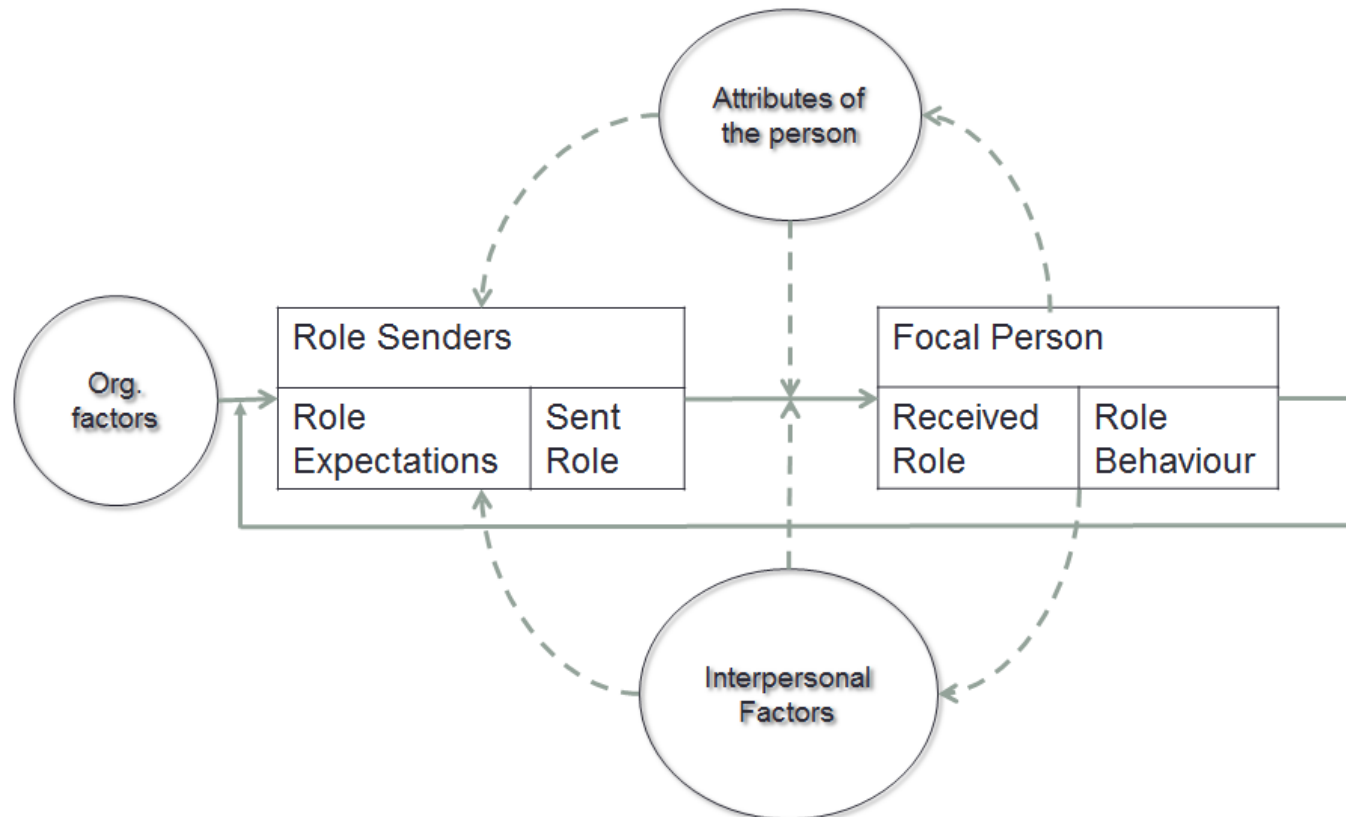 Attributes of
the person
Role Senders
Focal Person
Org.
factors
Role
Expectations
Sent
Role
Received
Role
Role
Behaviour
Interpersonal
Factors